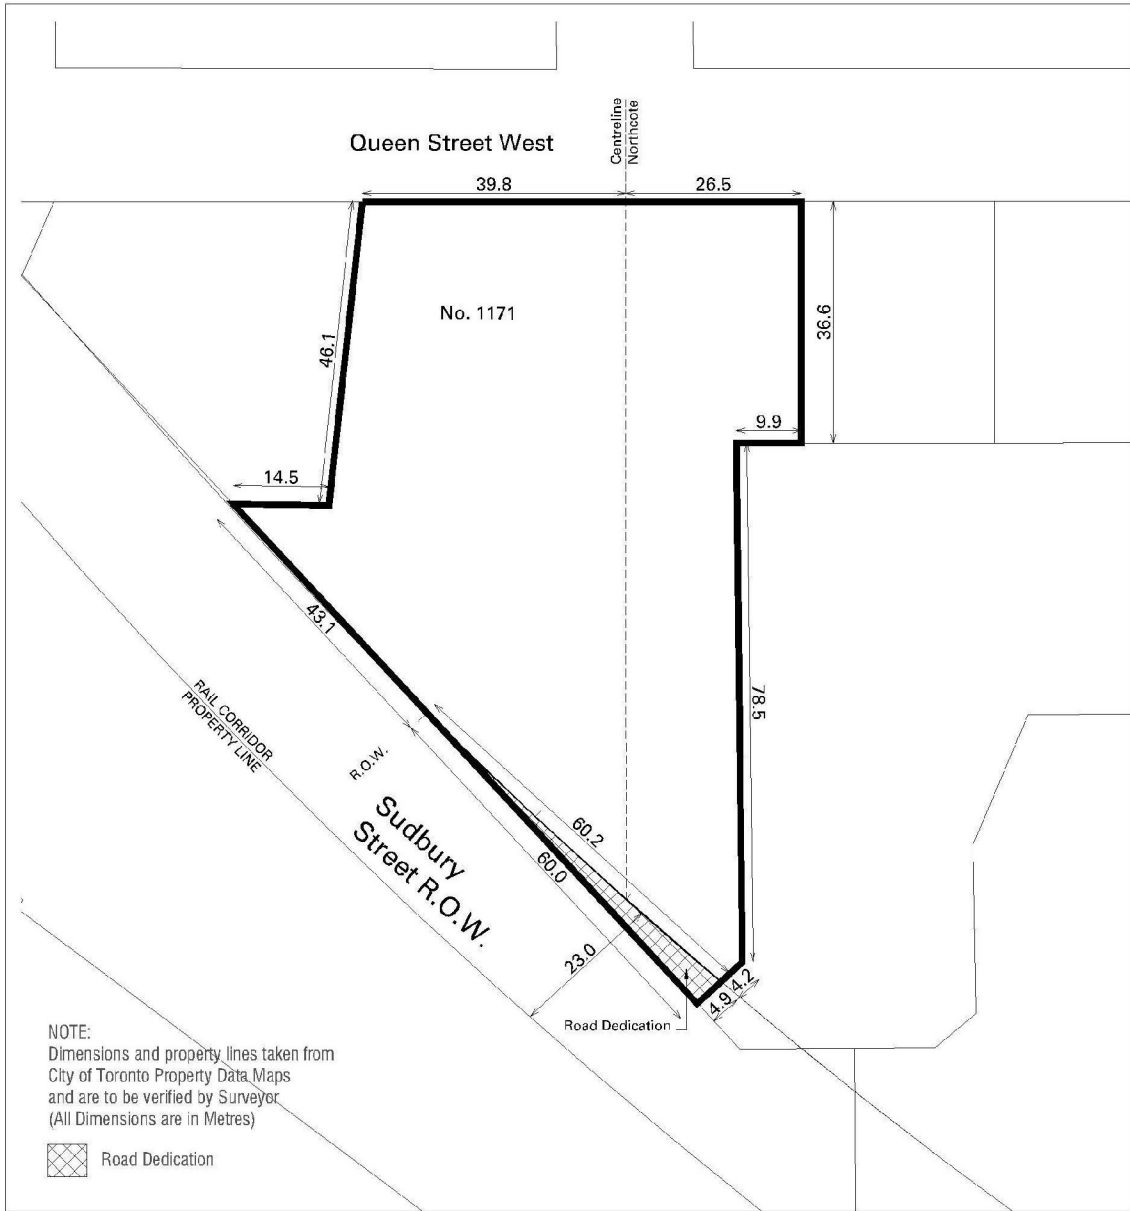 Centreline
Northcote
Queen Street West
39.8
26.5
No. 1171
46.1
36.6
9.9
14.5
43.1
78.5
RAIL CORRIDOR
PROPERTY LINE
R.O.W.
Sudbury
Street R.O.W.
60.2
60.0
23.0
4.9
4.2
Road Dedication
NOTE:
Dimensions and property lines taken from
City of Toronto Property Data Maps
and are to be verified by Surveyor
(All Dimensions are in Metres)
Road Dedication